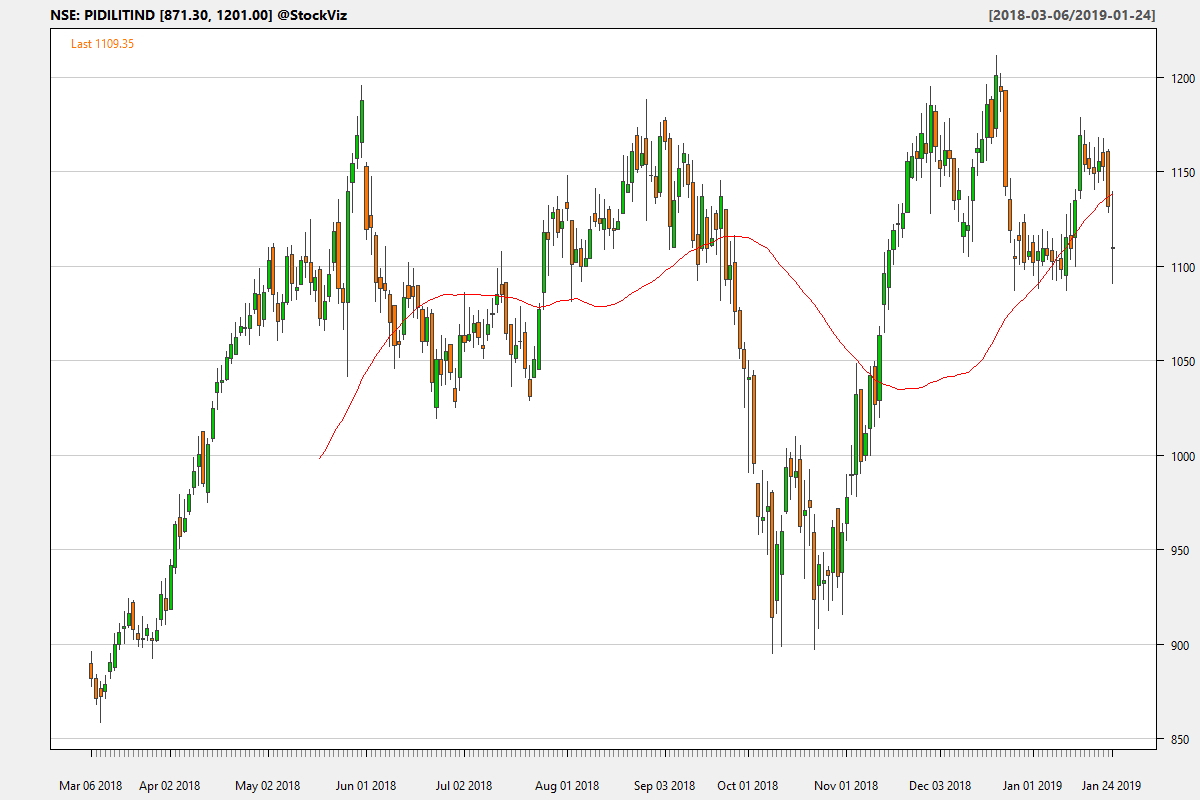 NSE: PIDILITIND [871.30, 1201.00] @StockViz
[2018-03-06/2019-01-24]
Last 1109.35
1200
1150
1100
1050
1000
950
900
850
Mar 06 2018
Apr 02 2018
May 02 2018
Jun 01 2018
Jul 02 2018
Aug 01 2018
Sep 03 2018
Oct 01 2018
Nov 01 2018
Dec 03 2018
Jan 01 2019
Jan 24 2019